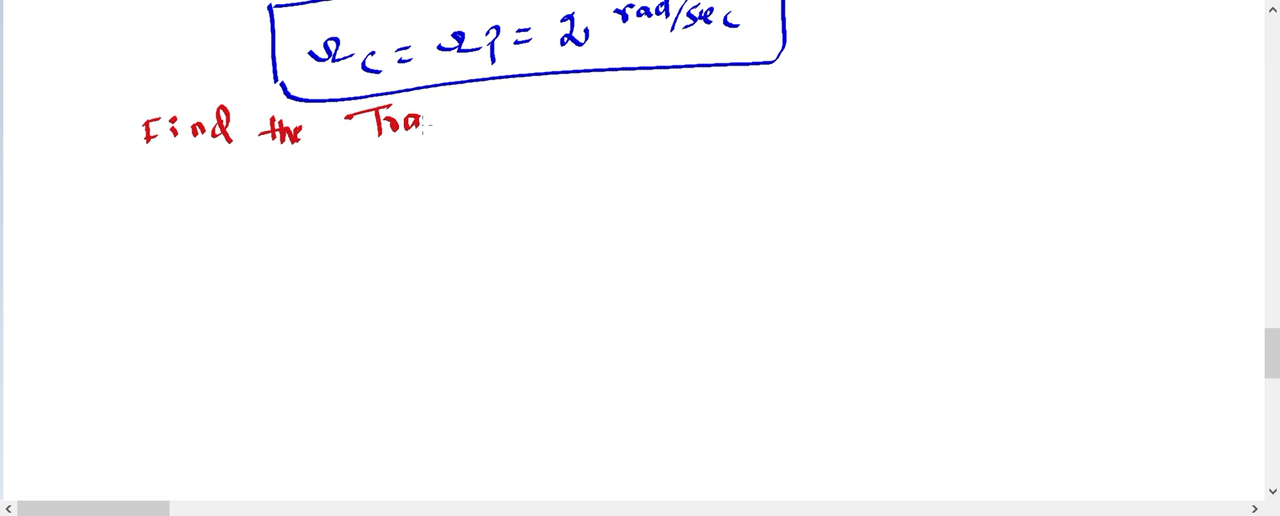 Ωc = Ωp = 2 rad/sec
Find the Tra